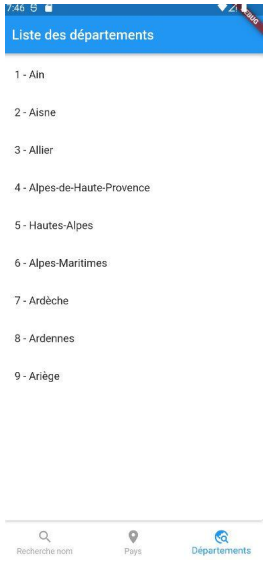 7:46
DEBUG
Liste des départements
1 - Ain
2 - Aisne
3 - Allier
4 - Alpes-de-Haute-Provence
5 - Hautes-Alpes
6 - Alpes-Maritimes
7 - Ardèche
8 - Ardennes
9 - Ariège
Recherche nom
Pays
Départements